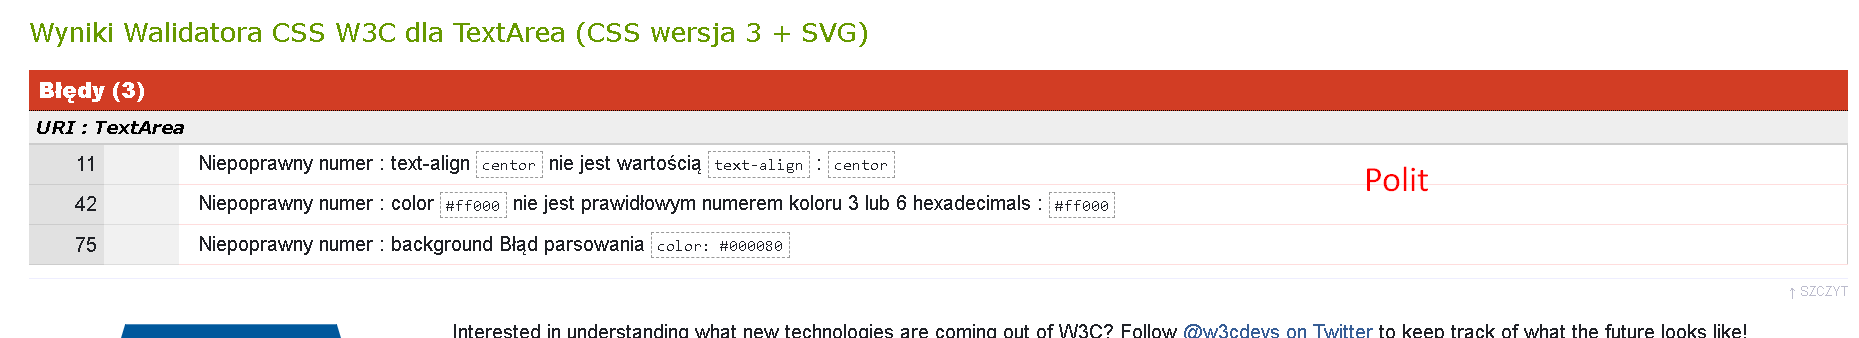 Wyniki Walidatora CSS W3C dla TextArea (CSS wersja 3 + SVG)
Błędy (3)
URI : TextArea
11 Niepoprawny numer : text-align centor nie jest wartością text-align : centor
Polit
42 Niepoprawny numer : color #ff000 nie jest prawidłowym numerem koloru 3 lub 6 hexadecimals : #ff000
75 Niepoprawny numer : background Błąd parsowania color: #000080
↑ SZCZYT
Interested in understanding what new technologies are coming out of W3C? Follow @w3cdevs on Twitter to keep track of what the future looks like!